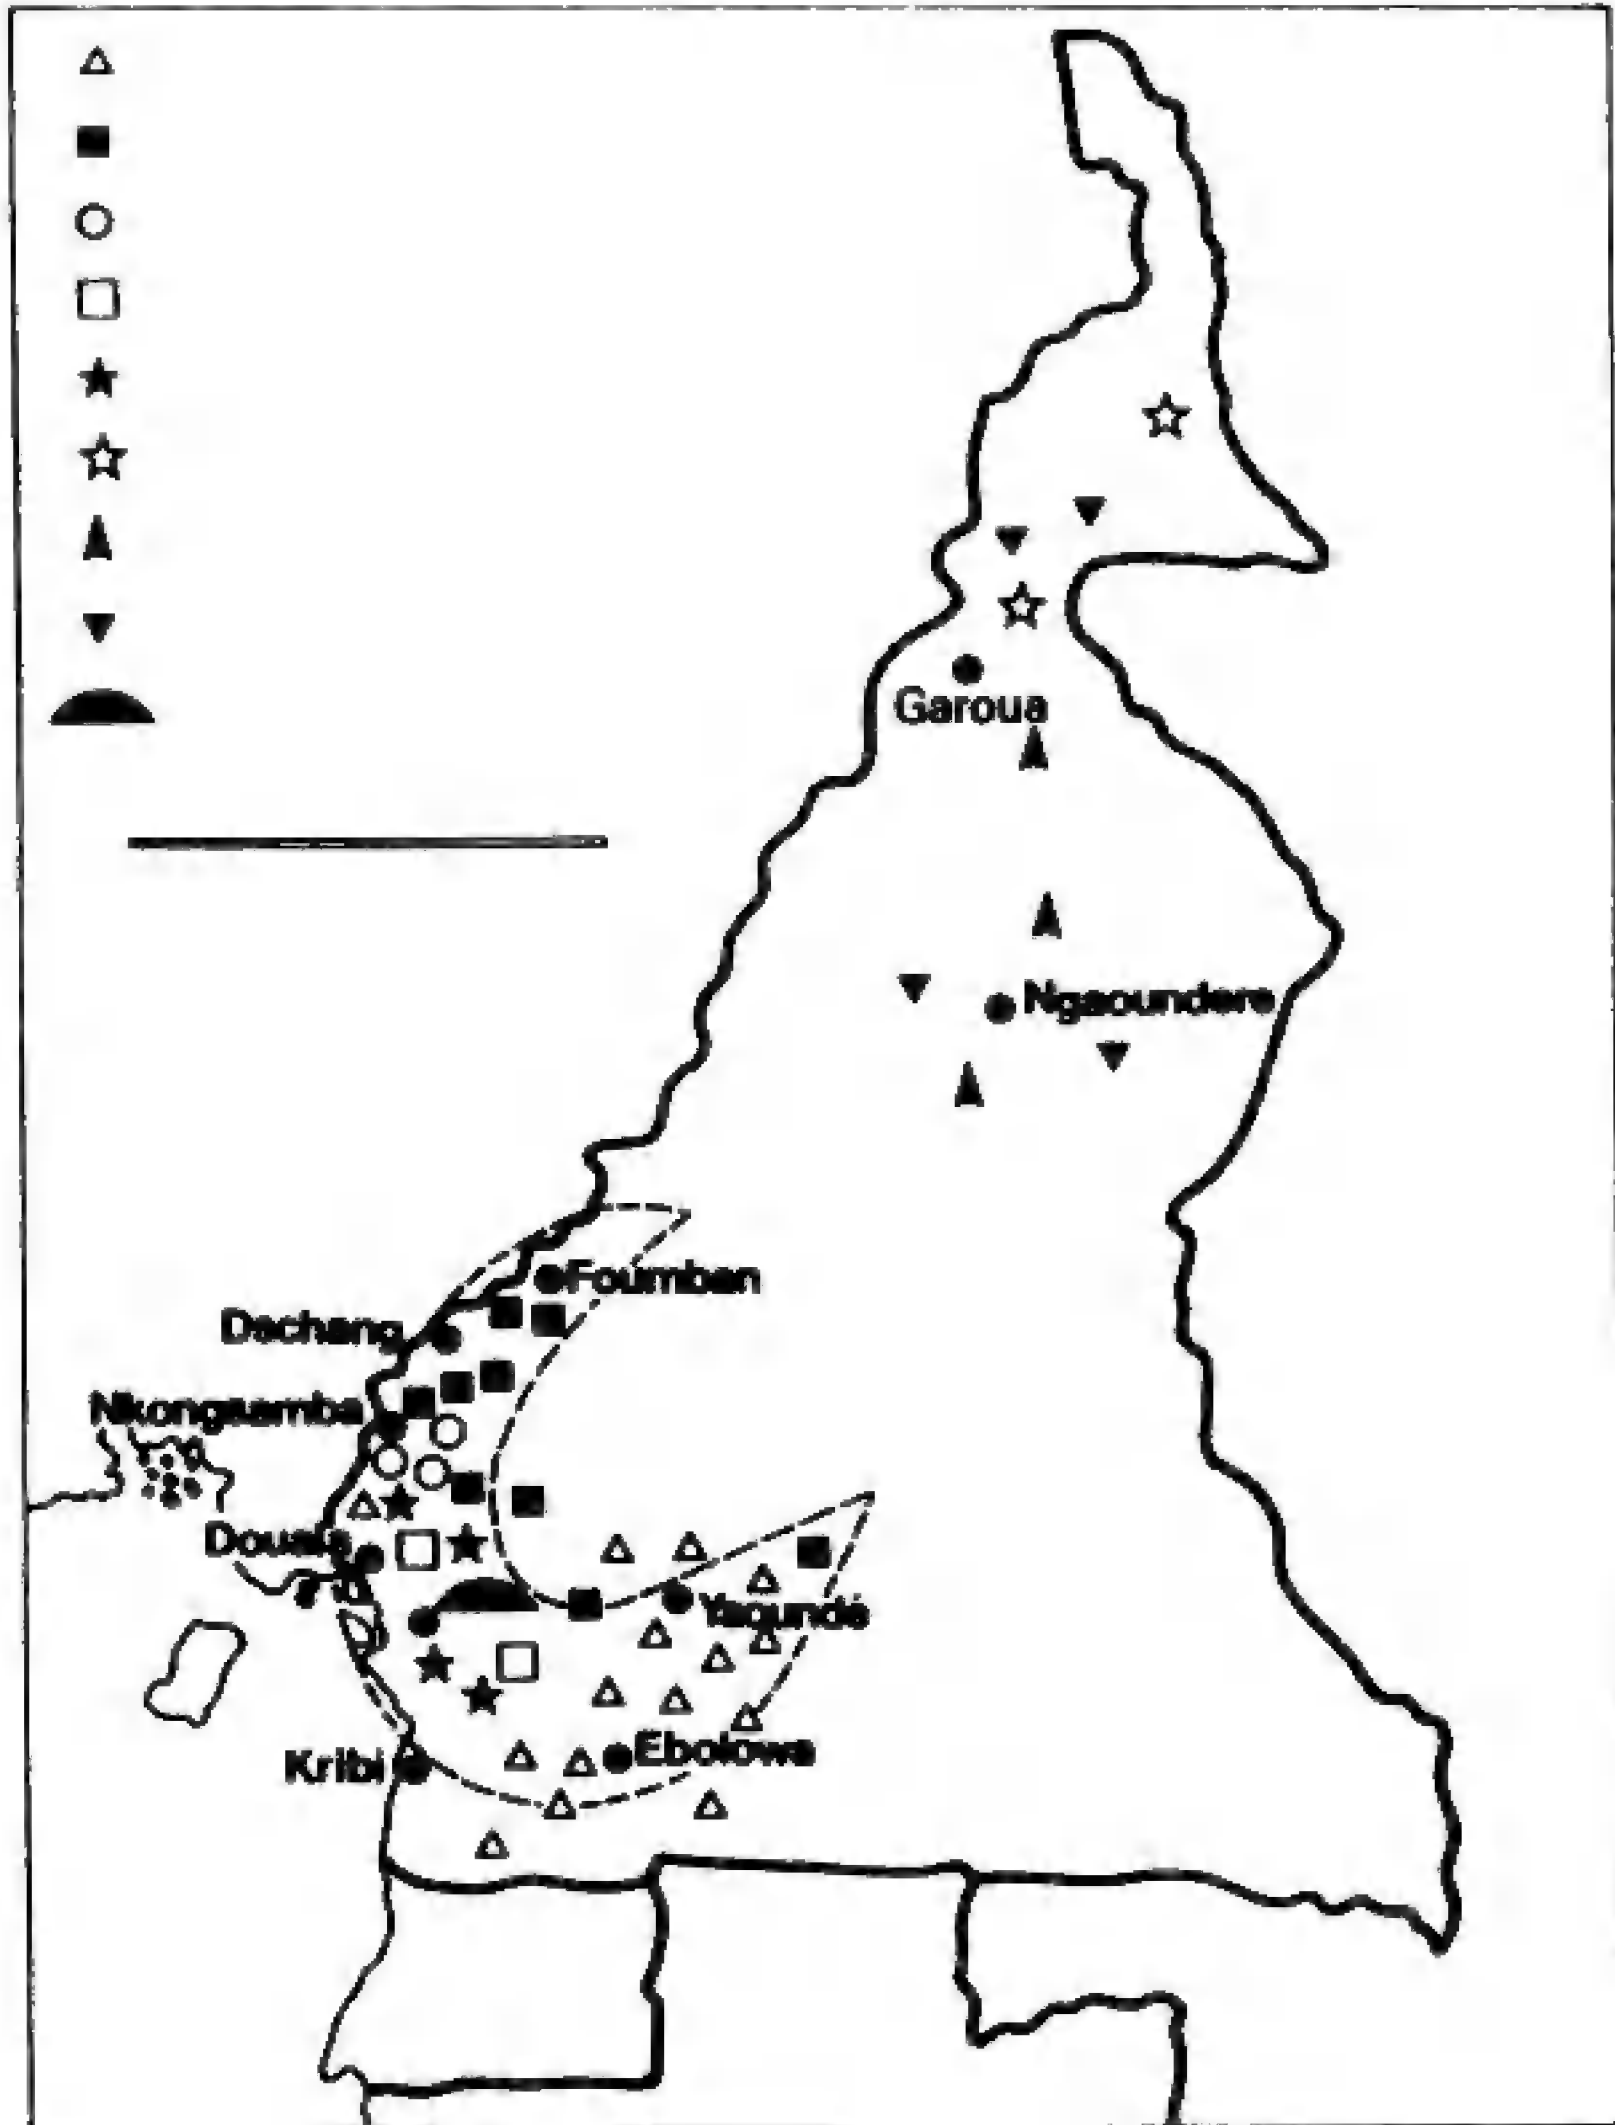 Garoua
Ngaoundere
Foumban
Dschang
Nkongsamba
Douala
Yaoundé
Ebolowa
Kribi